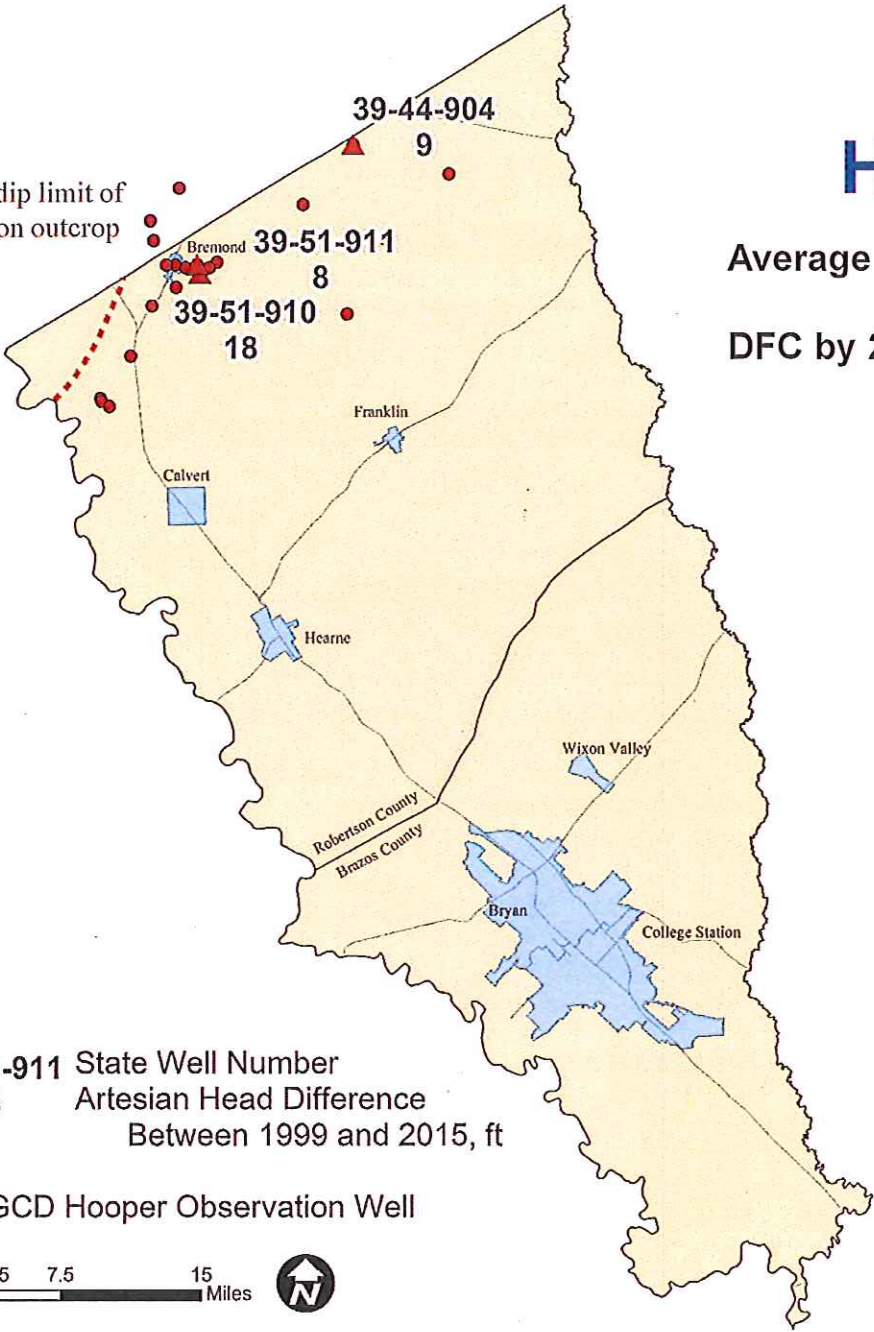 39-44-904
9
H
dip limit of
on outcrop
Average
Bremond
39-51-911
8
39-51-910
18
DFC by
Franklin
Calvert
Hearne
Wixon Valley
Robertson County
Brazos County
Bryan
College Station
-911 State Well Number
Artesian Head Difference
Between 1999 and 2015, ft
GCD Hooper Observation Well
5 7.5 15
Miles
N